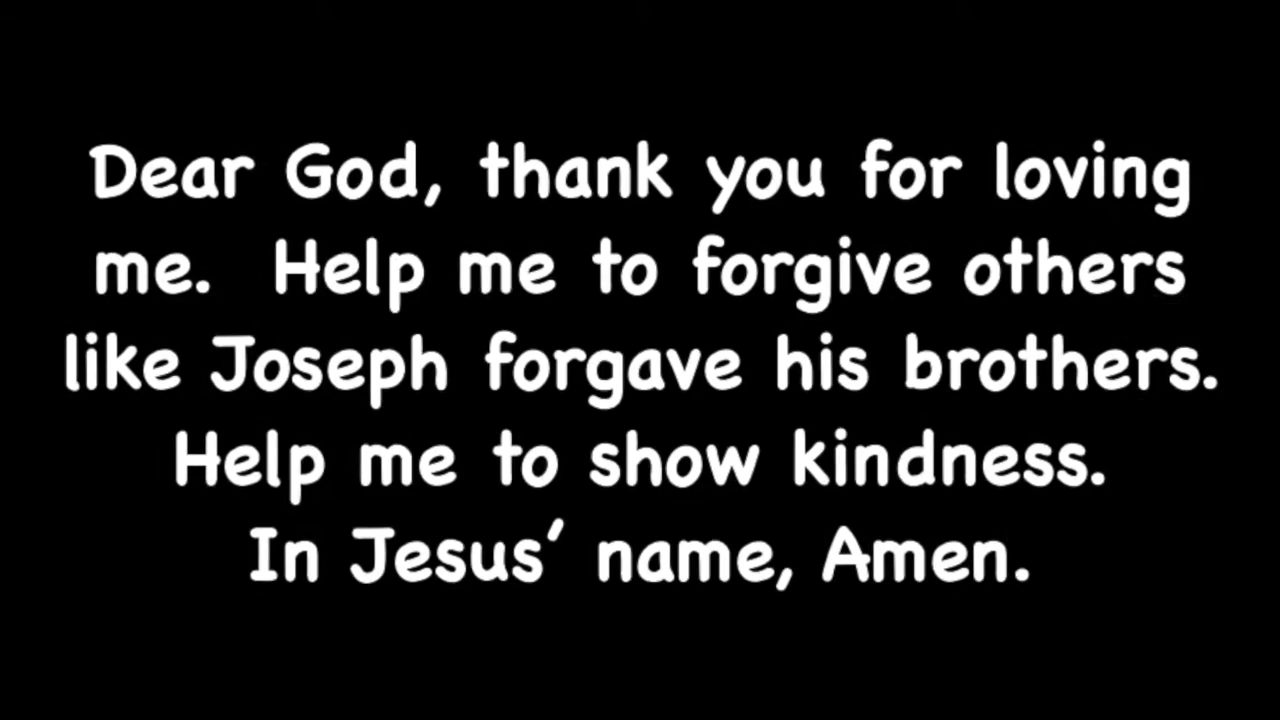 Dear God, thank you for loving
me.  Help me to forgive others
like Joseph forgave his brothers.
Help me to show kindness.
In Jesus’ name, Amen.